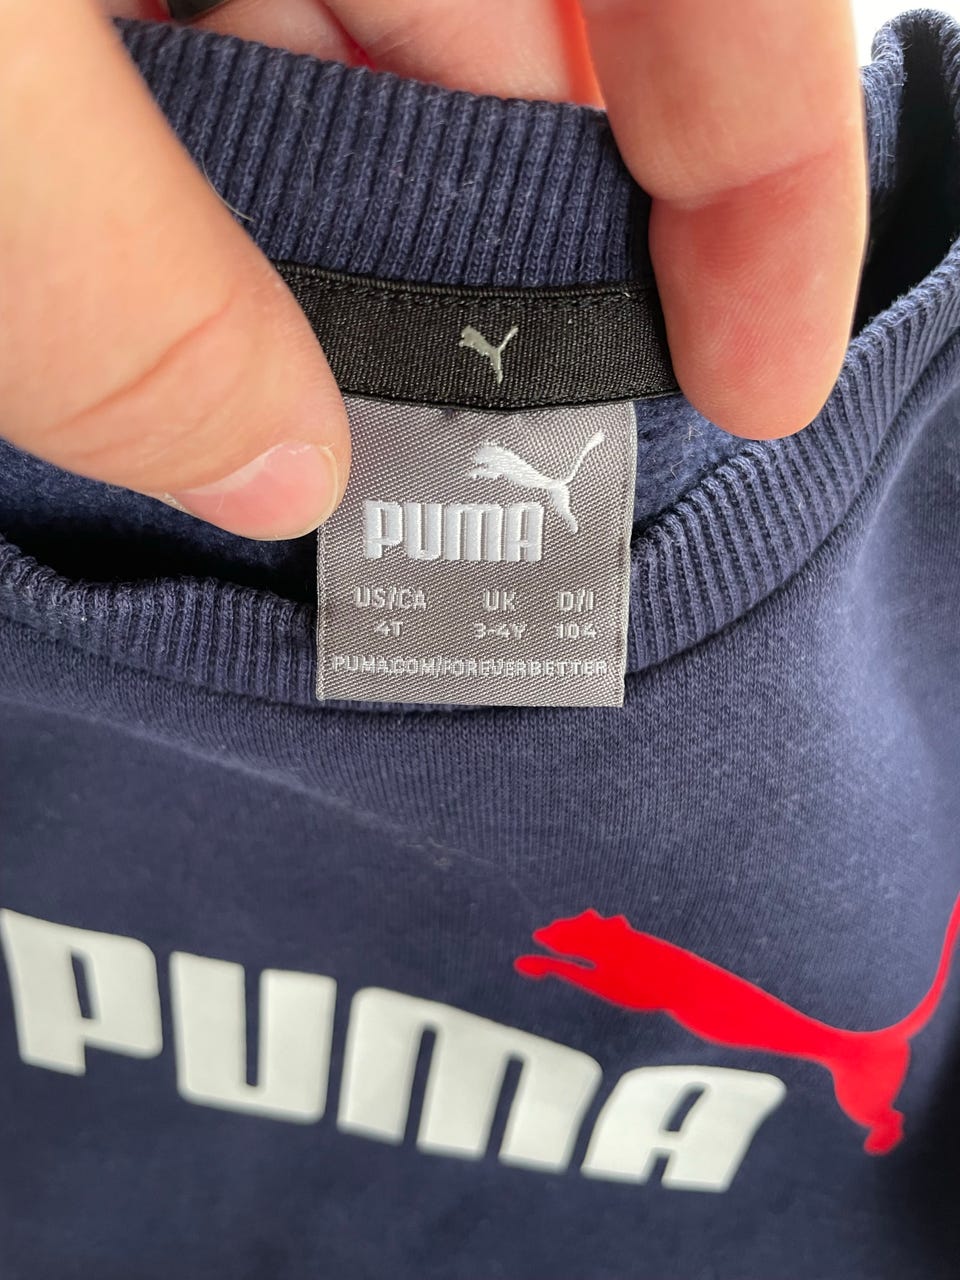 PUMA
US/CA UK D/I
4T 3-4Y 104
PUMA.COM/FOREVERBETTER
PUMA